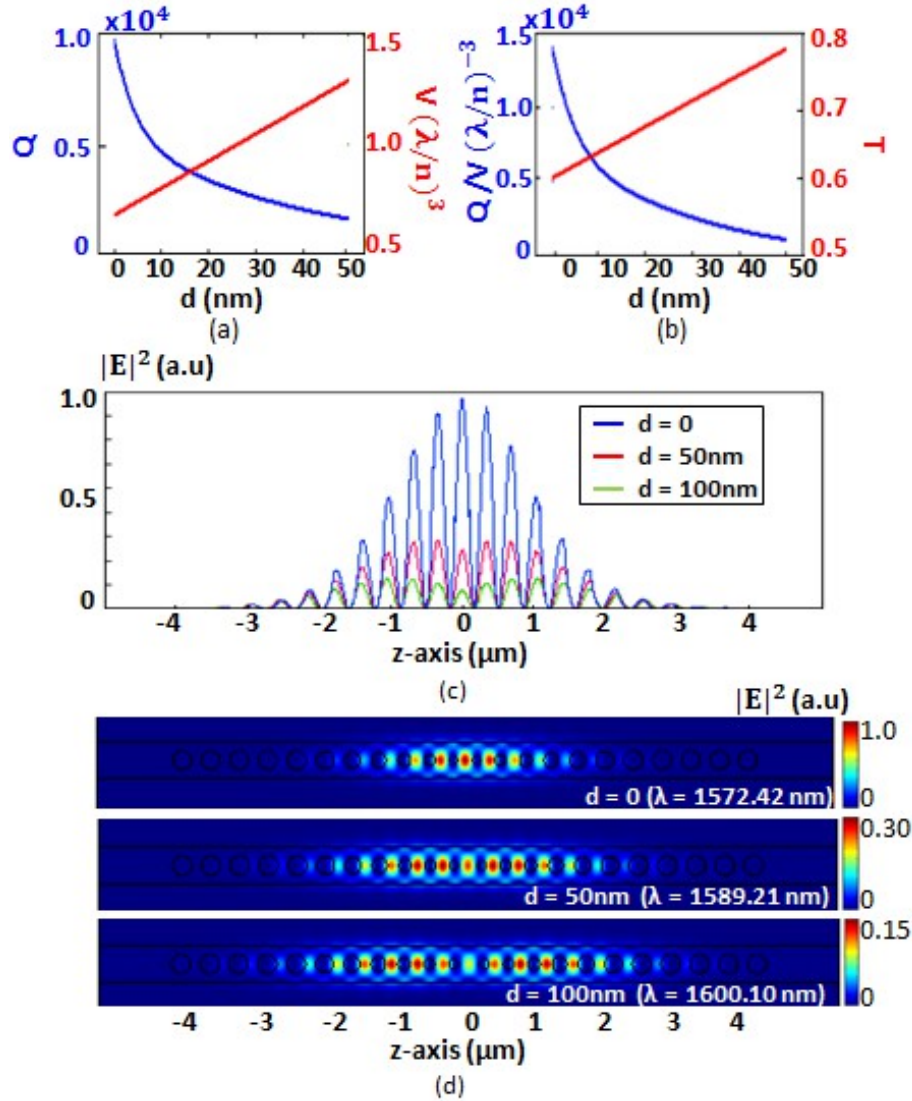 x10⁴
1.0
0.5
0
Q
1.5
1.0
0.5
V (λ/n)³
0 10 20 30 40 50
d (nm)
(a)
x10⁴
1.5
1.0
0.5
0
Q/V (λ/n)⁻³
0.8
0.7
0.6
0.5
T
0 10 20 30 40 50
d (nm)
(b)
|E|² (a.u)
1.0
0.5
0
d = 0
d = 50nm
d = 100nm
-4 -3 -2 -1 0 1 2 3 4
z-axis (μm)
(c)
|E|² (a.u)
1.0
0
d = 0 (λ = 1572.42 nm)
0.30
0
d = 50nm (λ = 1589.21 nm)
0.15
0
d = 100nm (λ = 1600.10 nm)
-4 -3 -2 -1 0 1 2 3 4
z-axis (μm)
(d)